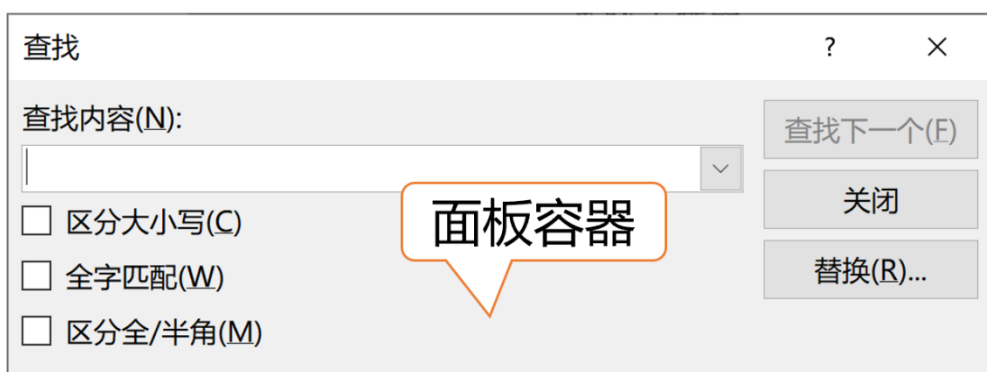 查找
?
查找内容(N):
查找下一个(F)
区分大小写(C)
面板容器
关闭
全字匹配(W)
替换(R)...
区分全/半角(M)